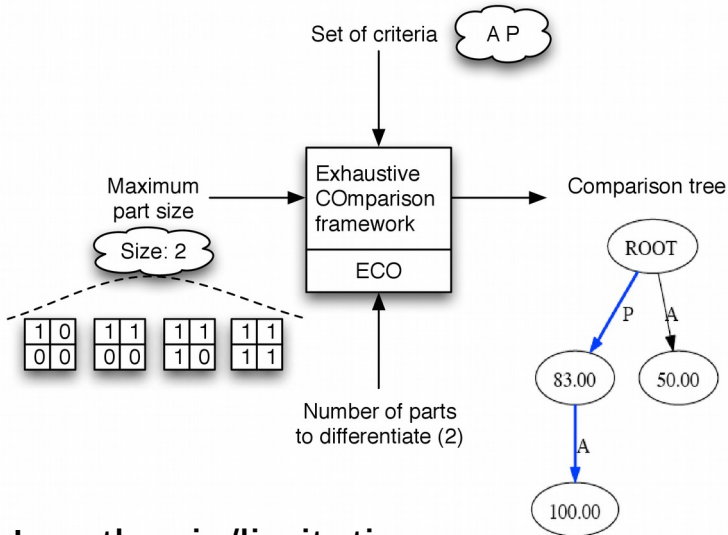 Set of criteria
A P
Maximum
part size
Size: 2
1 0
0 0
1 1
0 0
1 1
1 0
1 1
1 1
Exhaustive
COmparison
framework
ECO
Number of parts
to differentiate (2)
Comparison tree
ROOT
P
A
83.00
50.00
A
100.00